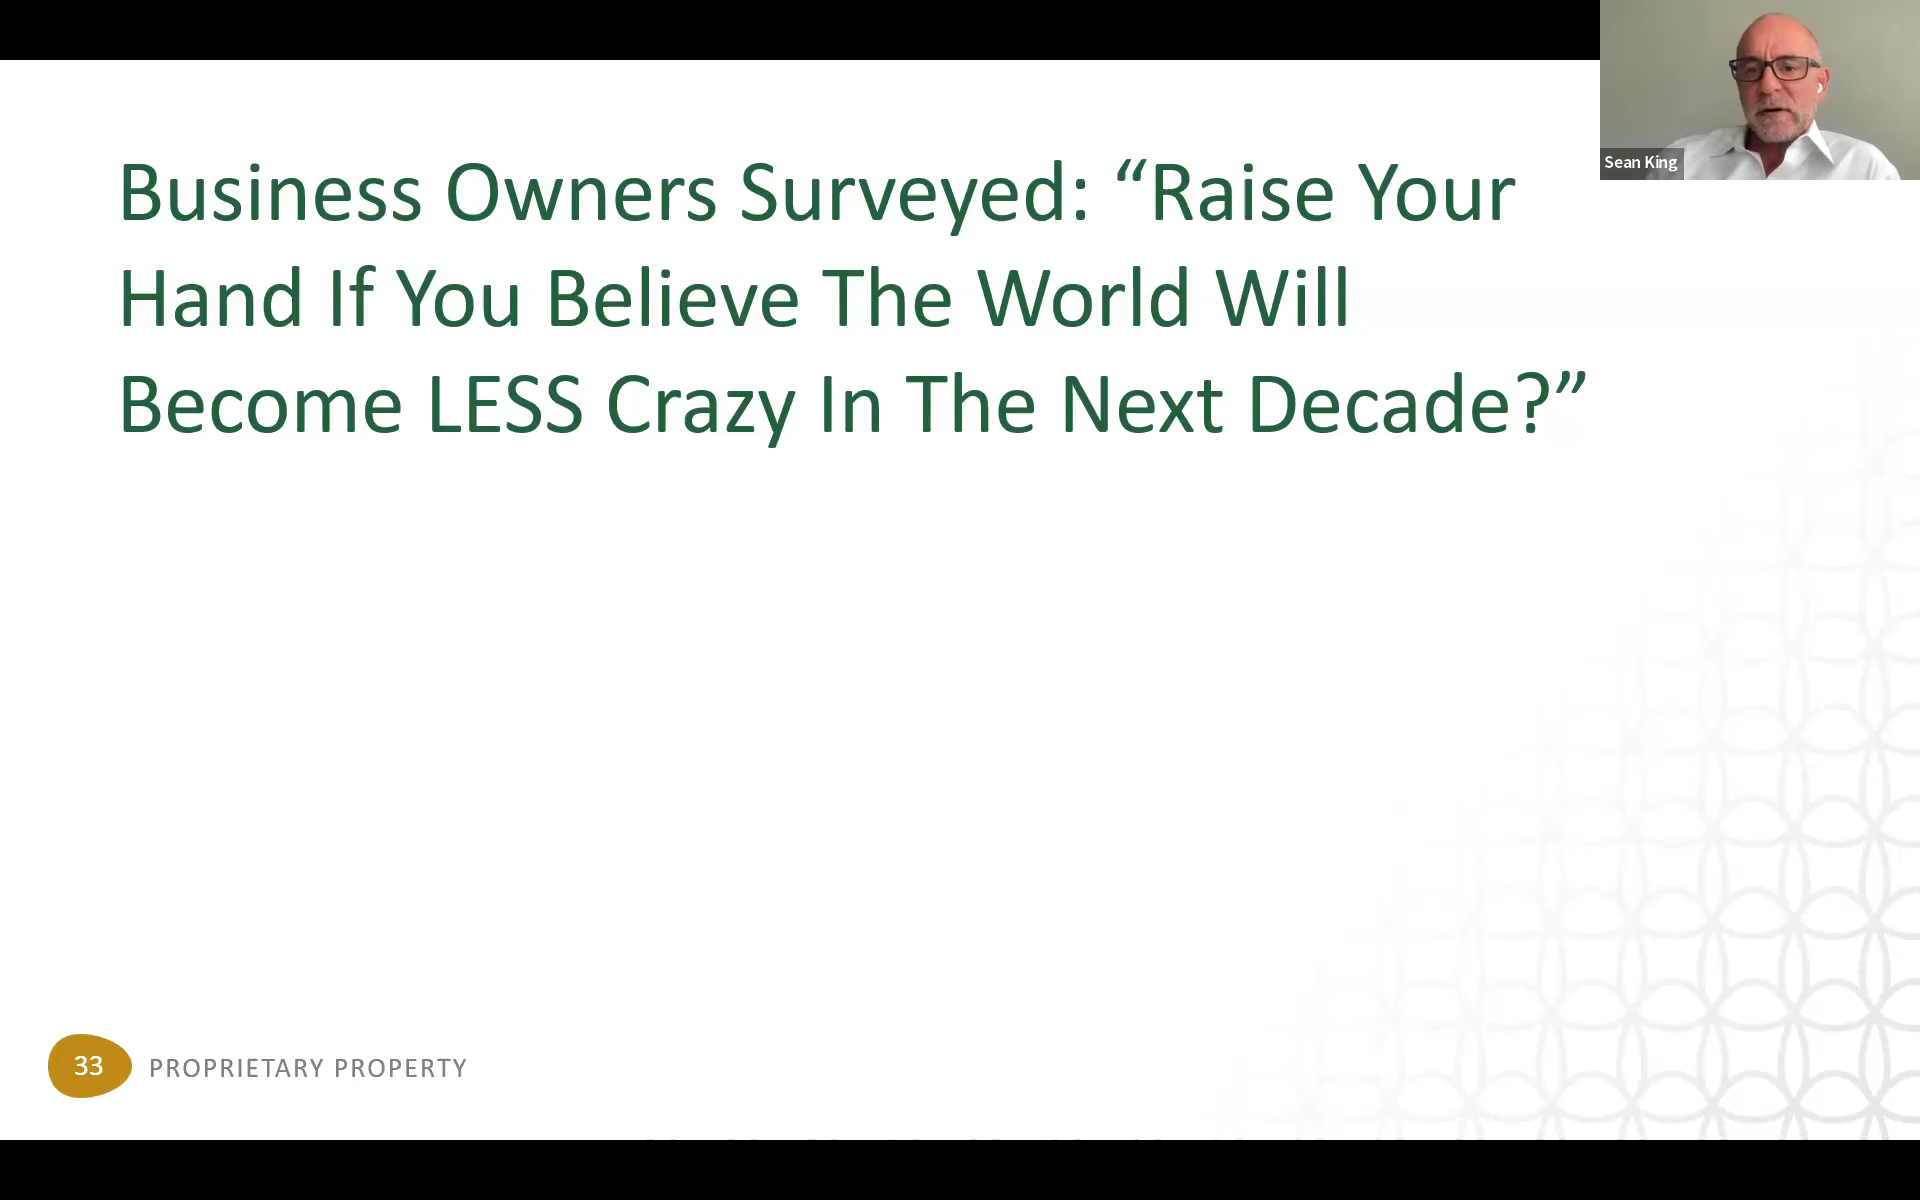 Sean King
Business Owners Surveyed: “Raise Your
Hand If You Believe The World Will
Become LESS Crazy In The Next Decade?”
33 PROPRIETARY PROPERTY